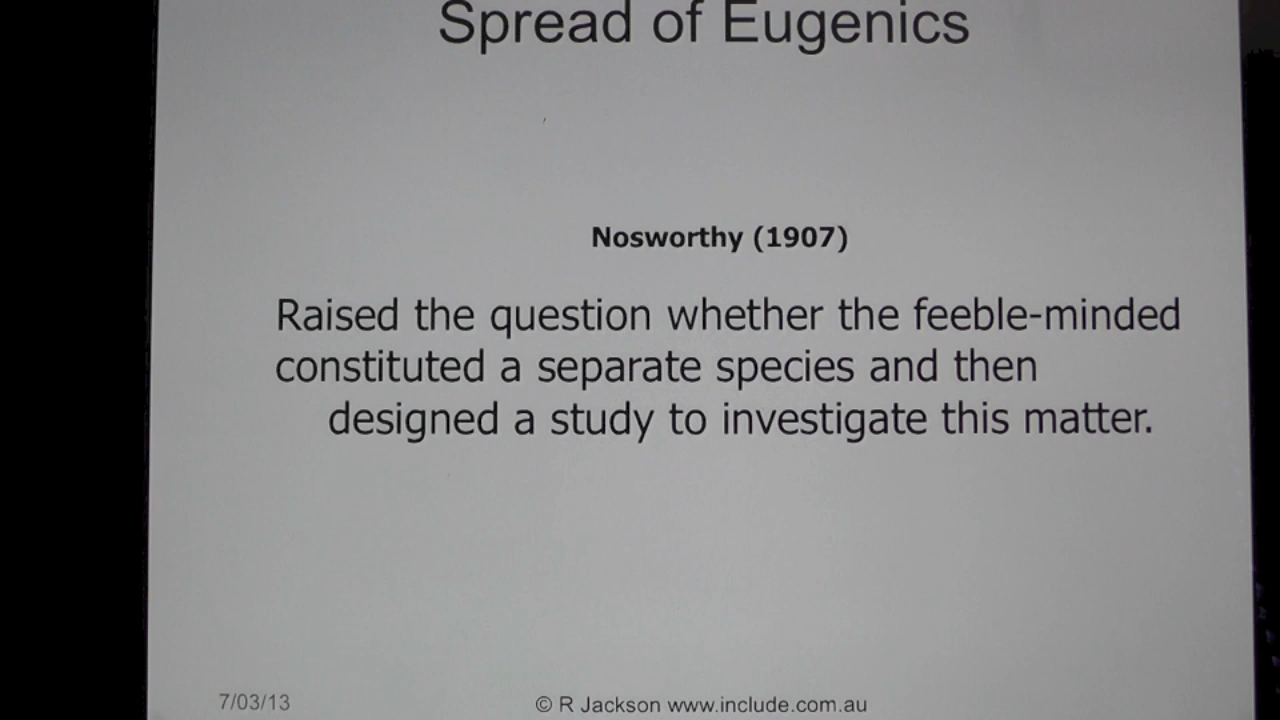 Spread of Eugenics
Nosworthy (1907)
Raised the question whether the feeble-minded
constituted a separate species and then
designed a study to investigate this matter.
7/03/13
© R Jackson www.include.com.au